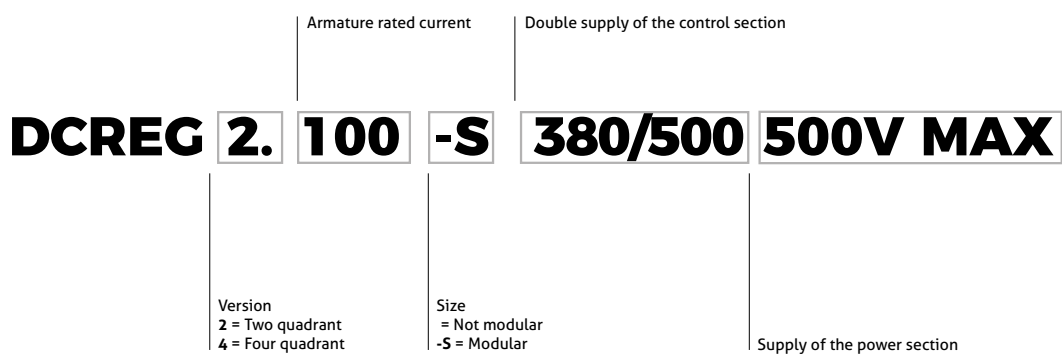 Armature rated current
Double supply of the control section
DCREG 2. 100 -S 380/500 500V MAX
Version
2 = Two quadrant
4 = Four quadrant
Size
= Not modular
-S = Modular
Supply of the power section